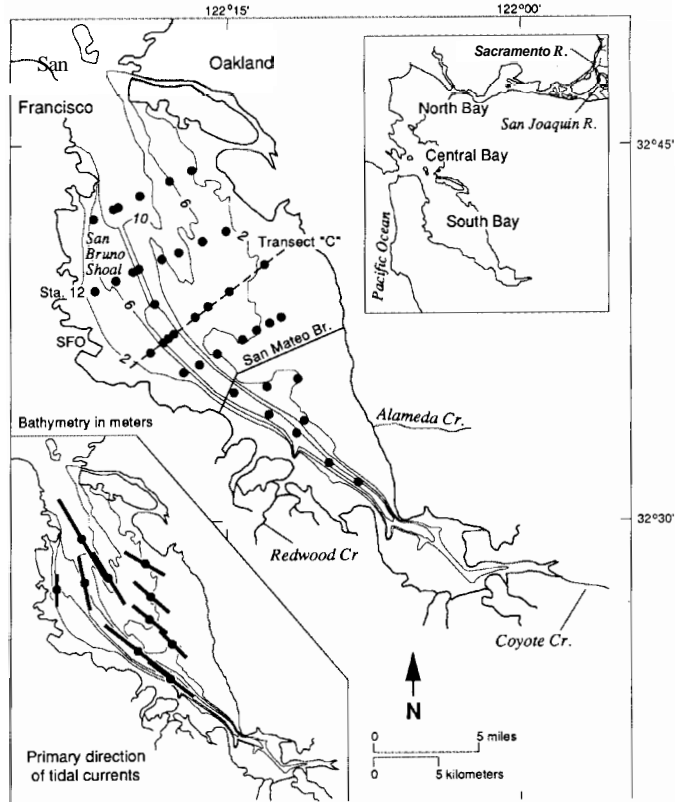 122°15'
122°00'
San
Francisco
Oakland
Sacramento R.
North Bay
San Joaquin R.
Central Bay
South Bay
Pacific Ocean
32°45'
6
10
2
San
Bruno
Shoal
Transect "C"
Sta. 12
6
SFO
2
San Mateo Br.
Bathymetry in meters
Alameda Cr.
32°30'
Redwood Cr
Coyote Cr.
N
0 5 miles
0 5 kilometers
Primary direction
of tidal currents